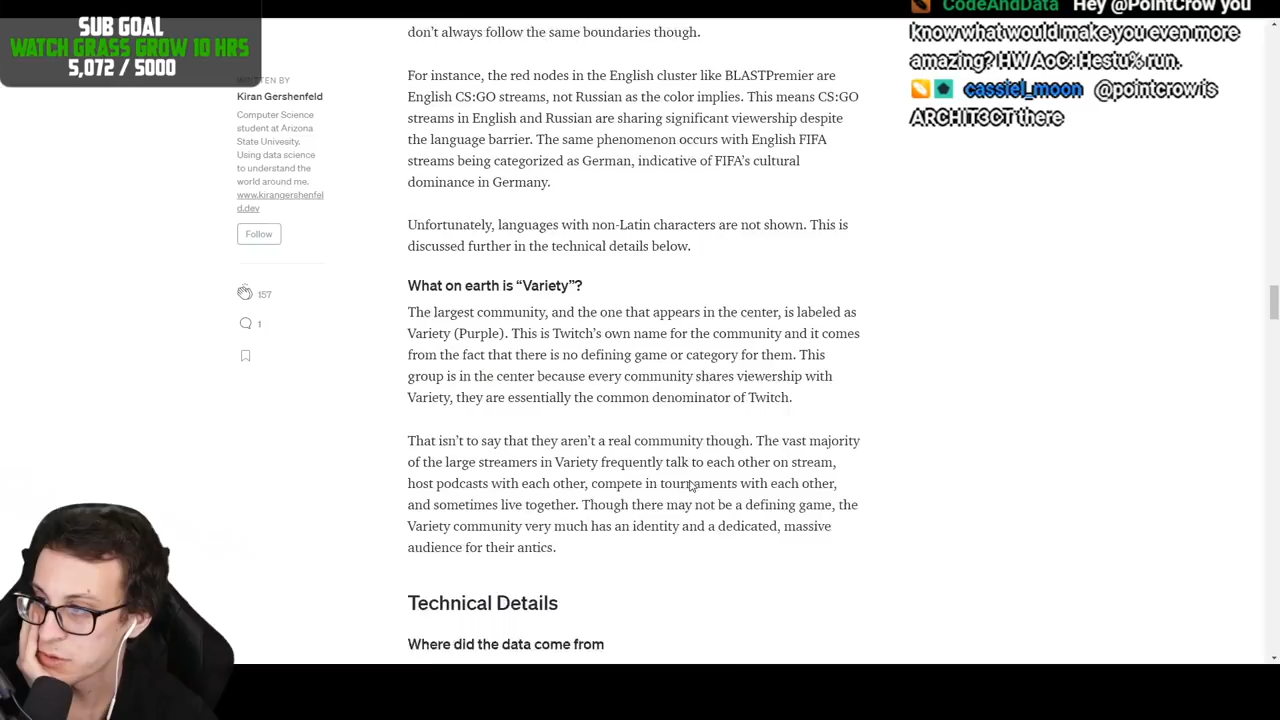 SUB GOAL
WATCH GRASS GROW 10 HRS
5,072 / 5000
CodeAndData Hey @PointCrow you
know what would make you even more
amazing? HW AoC: Hestu% run.
cassiel_moon @pointcrow is
ARCHIT3CT there
WRITTEN BY
Kiran Gershenfeld
Computer Science
student at Arizona
State Univesity.
Using data science
to understand the
world around me.
www.kirangershenfel
d.dev
Follow
157
1
don't always follow the same boundaries though.
For instance, the red nodes in the English cluster like BLASTPremier are
English CS:GO streams, not Russian as the color implies. This means CS:GO
streams in English and Russian are sharing significant viewership despite
the language barrier. The same phenomenon occurs with English FIFA
streams being categorized as German, indicative of FIFA's cultural
dominance in Germany.
Unfortunately, languages with non-Latin characters are not shown. This is
discussed further in the technical details below.
What on earth is “Variety”?
The largest community, and the one that appears in the center, is labeled as
Variety (Purple). This is Twitch's own name for the community and it comes
from the fact that there is no defining game or category for them. This
group is in the center because every community shares viewership with
Variety, they are essentially the common denominator of Twitch.
That isn't to say that they aren't a real community though. The vast majority
of the large streamers in Variety frequently talk to each other on stream,
host podcasts with each other, compete in tournaments with each other,
and sometimes live together. Though there may not be a defining game, the
Variety community very much has an identity and a dedicated, massive
audience for their antics.
Technical Details
Where did the data come from